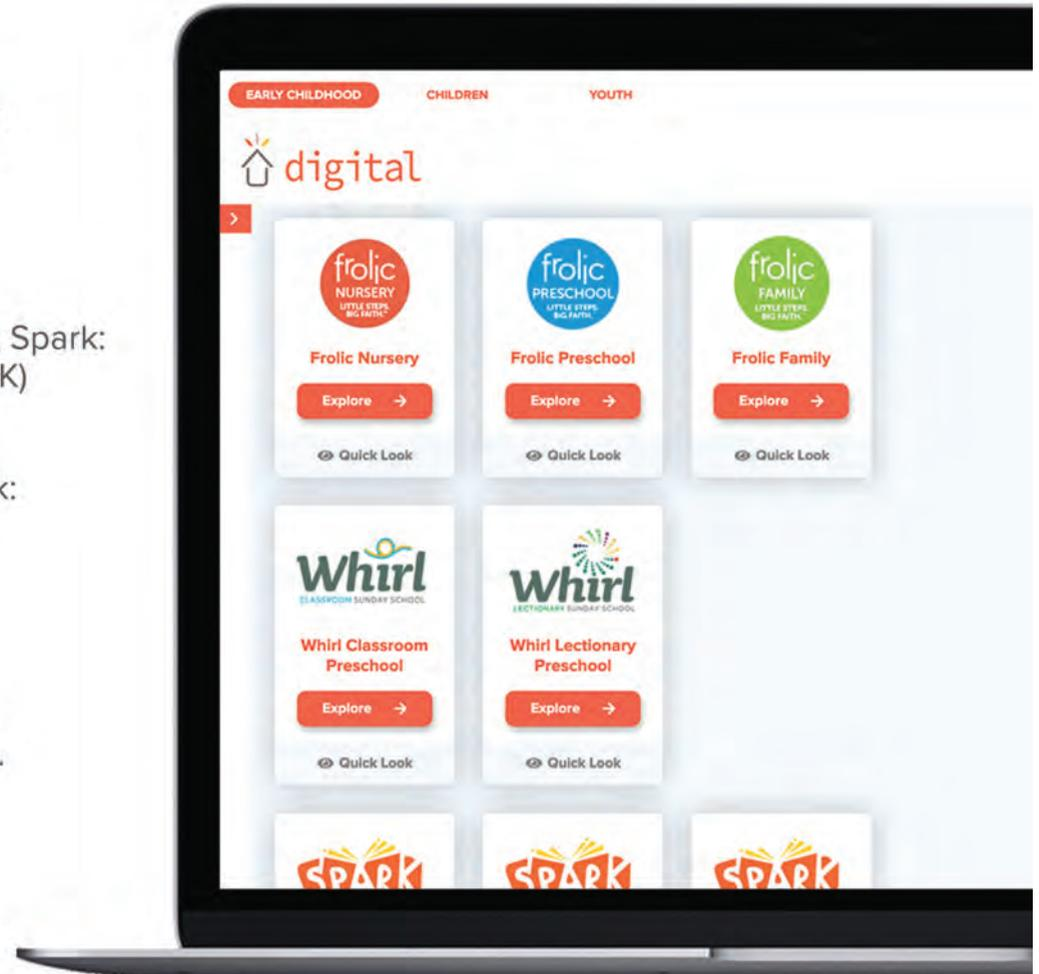 Spark:
K)
k:
.
EARLY CHILDHOOD CHILDREN YOUTH
digital
frolic frolic frolic
NURSERY PRESCHOOL FAMILY
LITTLE STEPS. LITTLE STEPS. LITTLE STEPS.
BIG FAITH.™ BIG FAITH. BIG FAITH.
Frolic Nursery Frolic Preschool Frolic Family
Explore → Explore → Explore →
Quick Look Quick Look Quick Look
Whirl Whirl
CLASSROOM SUNDAY SCHOOL LECTIONARY SUNDAY SCHOOL
Whirl Classroom Whirl Lectionary
Preschool Preschool
Explore → Explore →
Quick Look Quick Look
SPARK SPARK SPARK